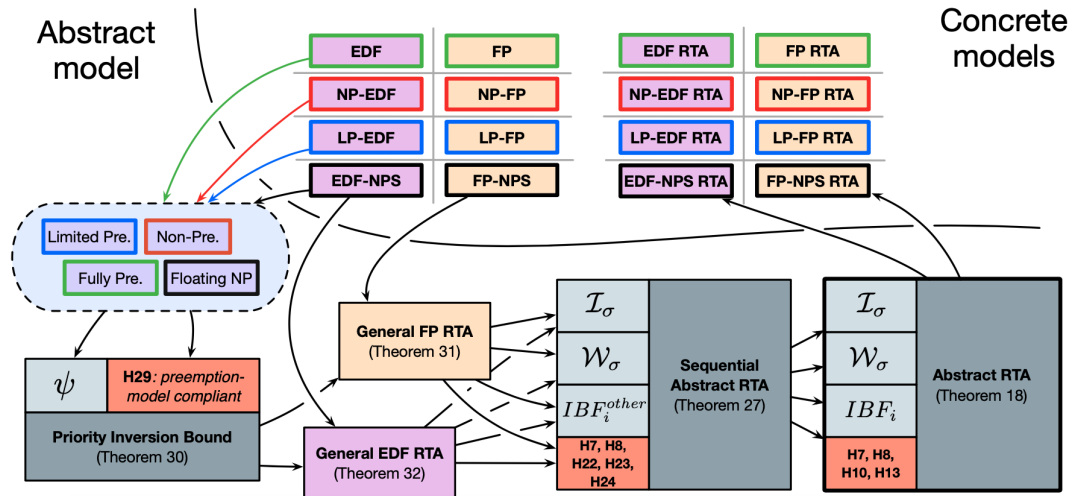 Abstract
model
Concrete
models
EDF
FP
EDF RTA
FP RTA
NP-EDF
NP-FP
NP-EDF RTA
NP-FP RTA
LP-EDF
LP-FP
LP-EDF RTA
LP-FP RTA
EDF-NPS
FP-NPS
EDF-NPS RTA
FP-NPS RTA
Limited Pre.
Non-Pre.
Fully Pre.
Floating NP
ψ
H29: preemption-
model compliant
Priority Inversion Bound
(Theorem 30)
General FP RTA
(Theorem 31)
General EDF RTA
(Theorem 32)
𝓘σ
𝓦σ
IBF_i^other
H7, H8,
H22, H23,
H24
Sequential
Abstract RTA
(Theorem 27)
𝓘σ
𝓦σ
IBF_i
H7, H8,
H10, H13
Abstract RTA
(Theorem 18)